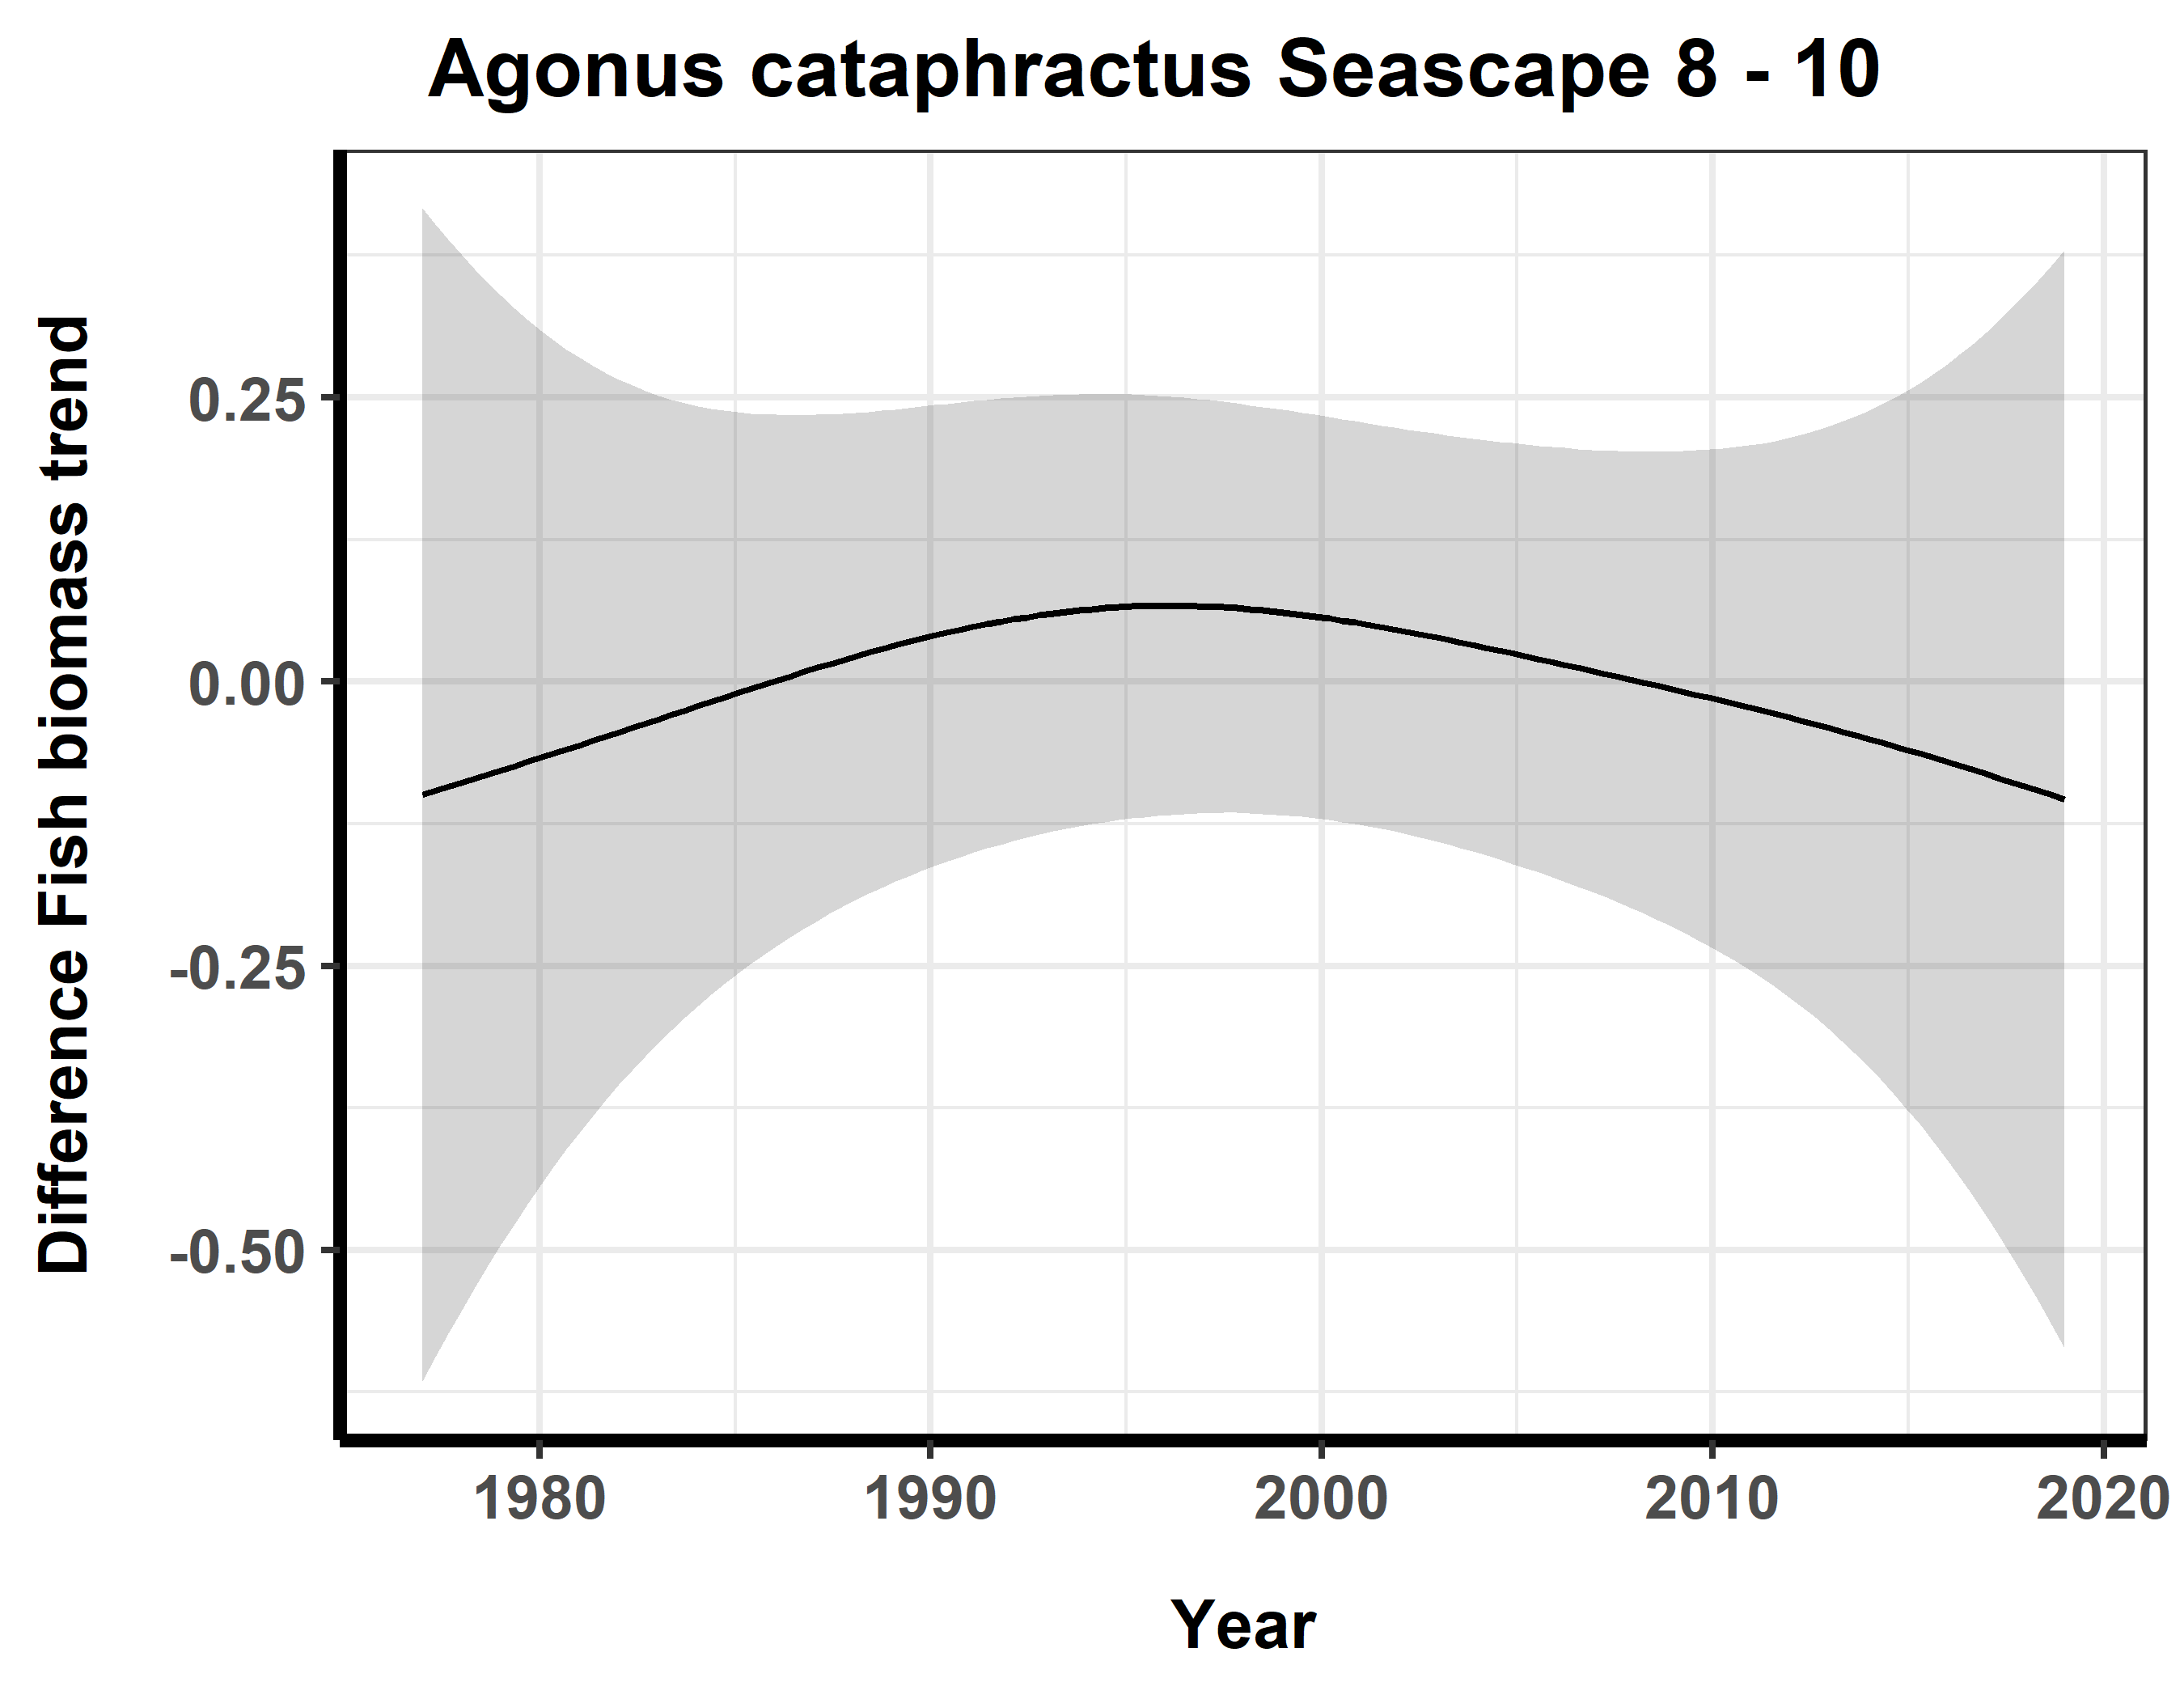 Agonus cataphractus Seascape 8 - 10
Difference Fish biomass trend
0.25
0.00
-0.25
-0.50
1980 1990 2000 2010 2020
Year